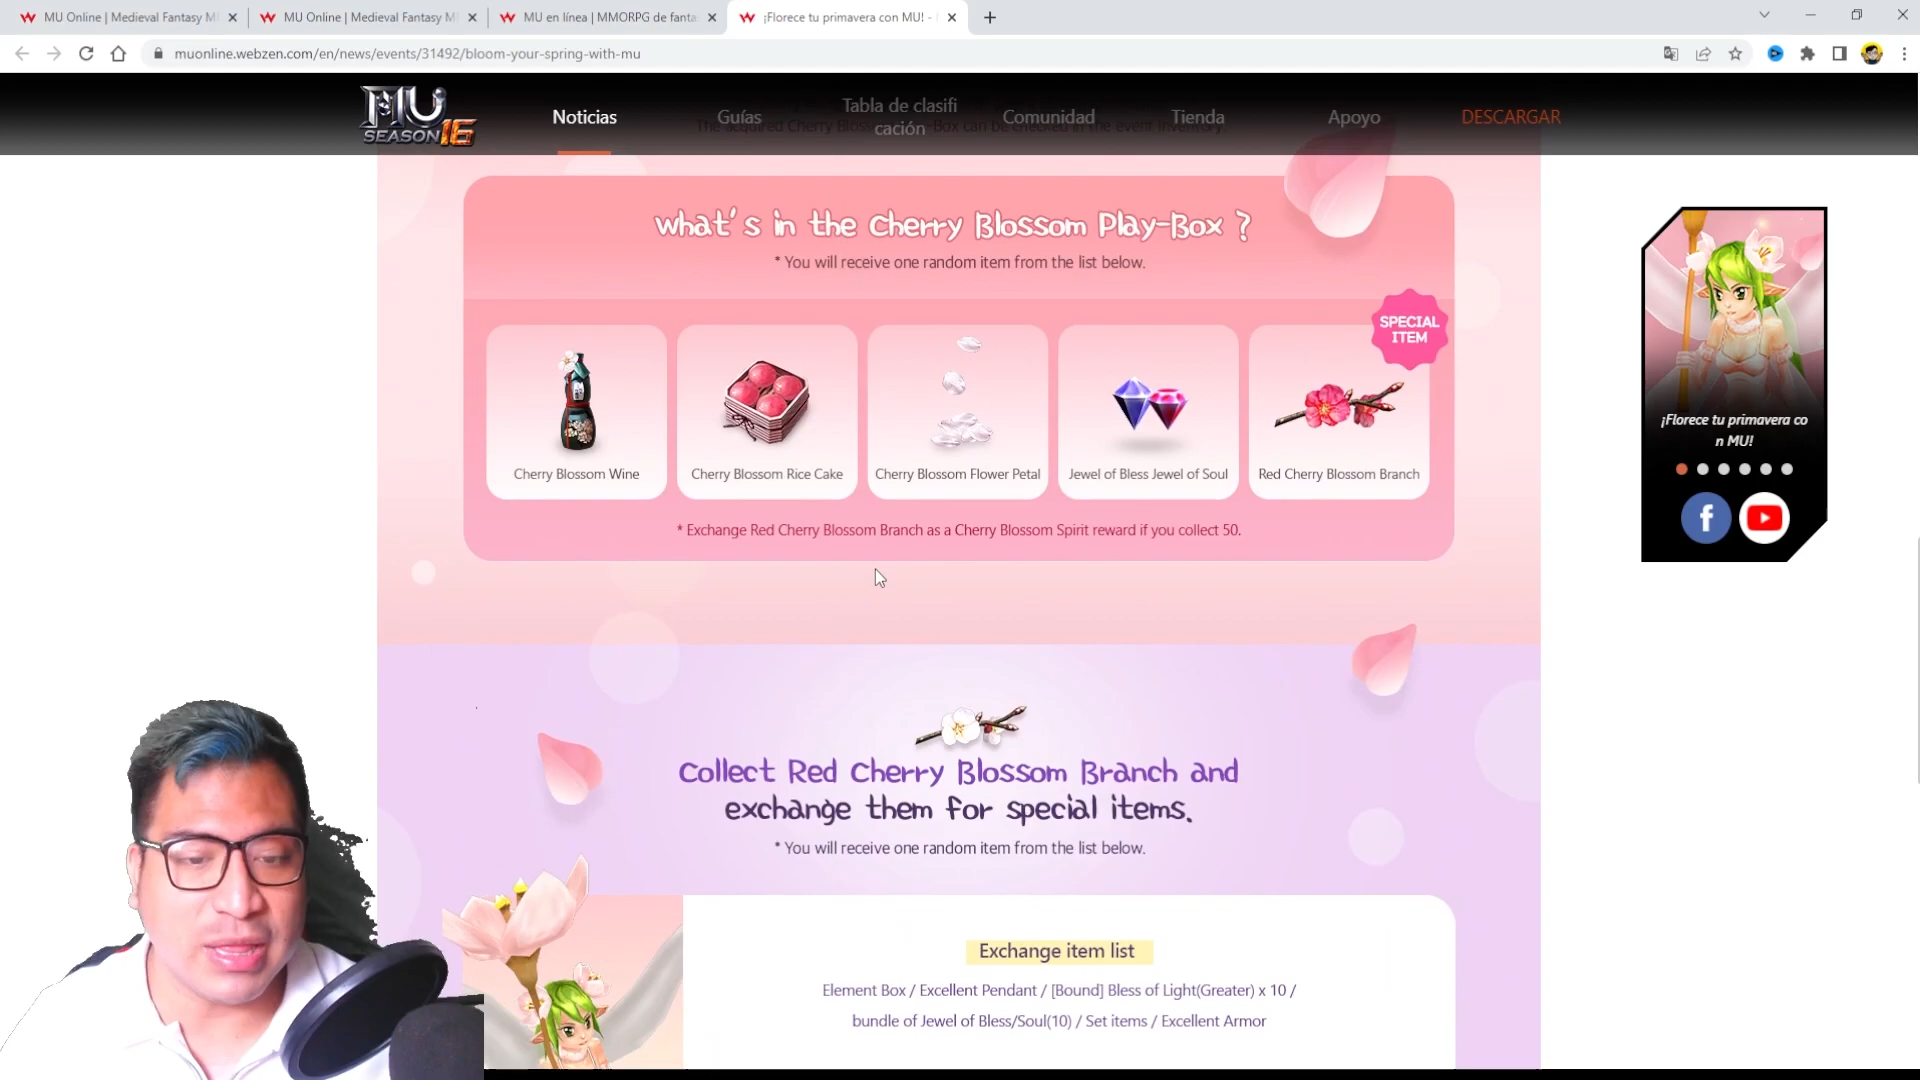 MU Online | Medieval Fantasy M
MU Online | Medieval Fantasy M
MU en línea | MMORPG de fanta
¡Florece tu primavera con MU! -
muonline.webzen.com/en/news/events/31492/bloom-your-spring-with-mu
MU
SEASON 16
Noticias
Guías
Tabla de clasifi
cación
Comunidad
Tienda
Apoyo
DESCARGAR
What's in the Cherry Blossom Play-Box ?
* You will receive one random item from the list below.
SPECIAL
ITEM
Cherry Blossom Wine
Cherry Blossom Rice Cake
Cherry Blossom Flower Petal
Jewel of Bless Jewel of Soul
Red Cherry Blossom Branch
* Exchange Red Cherry Blossom Branch as a Cherry Blossom Spirit reward if you collect 50.
¡Florece tu primavera co
n MU!
Collect Red Cherry Blossom Branch and
exchange them for special items.
* You will receive one random item from the list below.
Exchange item list
Element Box / Excellent Pendant / [Bound] Bless of Light(Greater) x 10 /
bundle of Jewel of Bless/Soul(10) / Set items / Excellent Armor